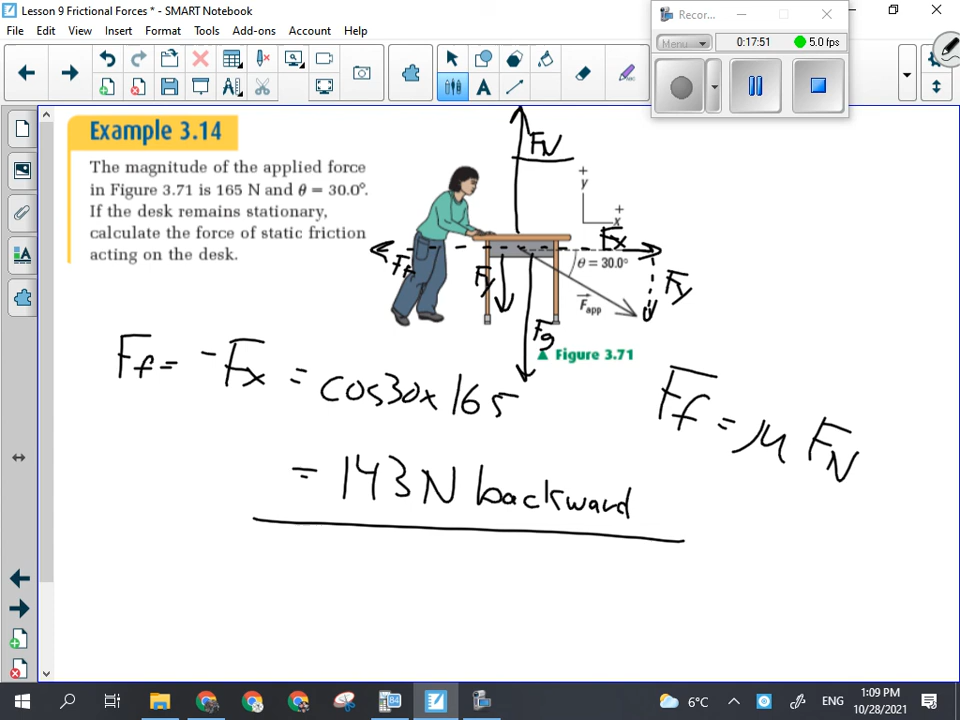 Lesson 9 Frictional Forces * - SMART Notebook
Recor...
File Edit View Insert Format Tools Add-ons Account Help
Menu
0:17:51
5.0 fps
Example 3.14
The magnitude of the applied force
in Figure 3.71 is 165 N and θ = 30.0°.
If the desk remains stationary,
calculate the force of static friction
acting on the desk.
FN
+
y
+
x
Fx
Ff
θ = 30.0°
Fy
Fy
Fapp
Fg
▲ Figure 3.71
Ff = -Fx = cos30x165
Ff = μ FN
= 143 N backward
6°C
ENG
1:09 PM
10/28/2021